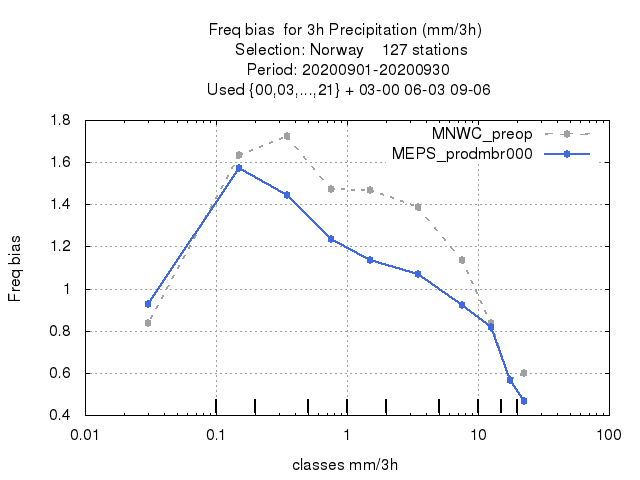 Freq bias  for 3h Precipitation (mm/3h)
Selection: Norway    127 stations
Period: 20200901-20200930
Used {00,03,...,21} + 03-00 06-03 09-06
MNWC_preop
MEPS_prodmbr000
Freq bias
1.8
1.6
1.4
1.2
1
0.8
0.6
0.4
0.01 0.1 1 10 100
classes mm/3h